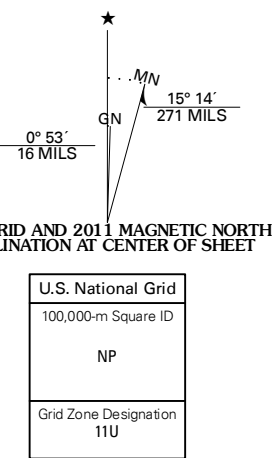 ★
MN
GN
15° 14´
271 MILS
0° 53´
16 MILS
RID AND 2011 MAGNETIC NORTH
LINATION AT CENTER OF SHEET
U.S. National Grid
100,000-m Square ID
NP
Grid Zone Designation
11U